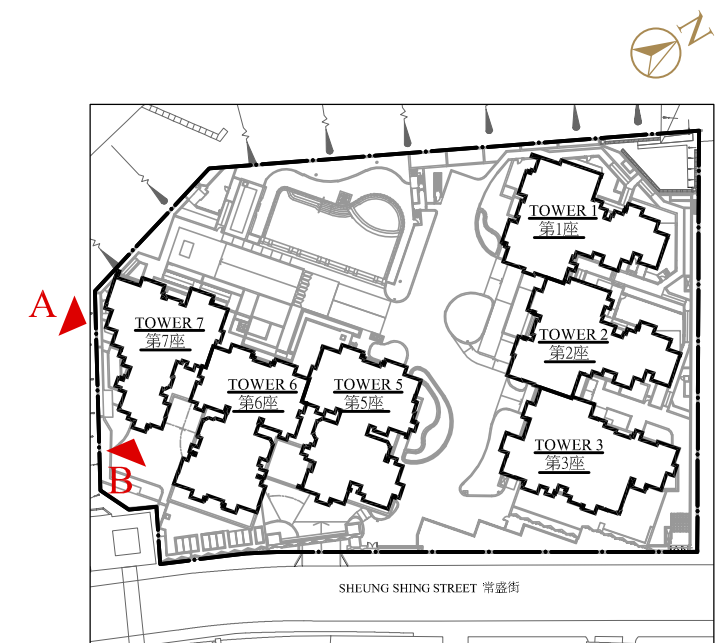 N
TOWER 1
第1座
A
TOWER 7
第7座
TOWER 2
第2座
TOWER 6
第6座
TOWER 5
第5座
TOWER 3
第3座
B
SHEUNG SHING STREET 常盛街